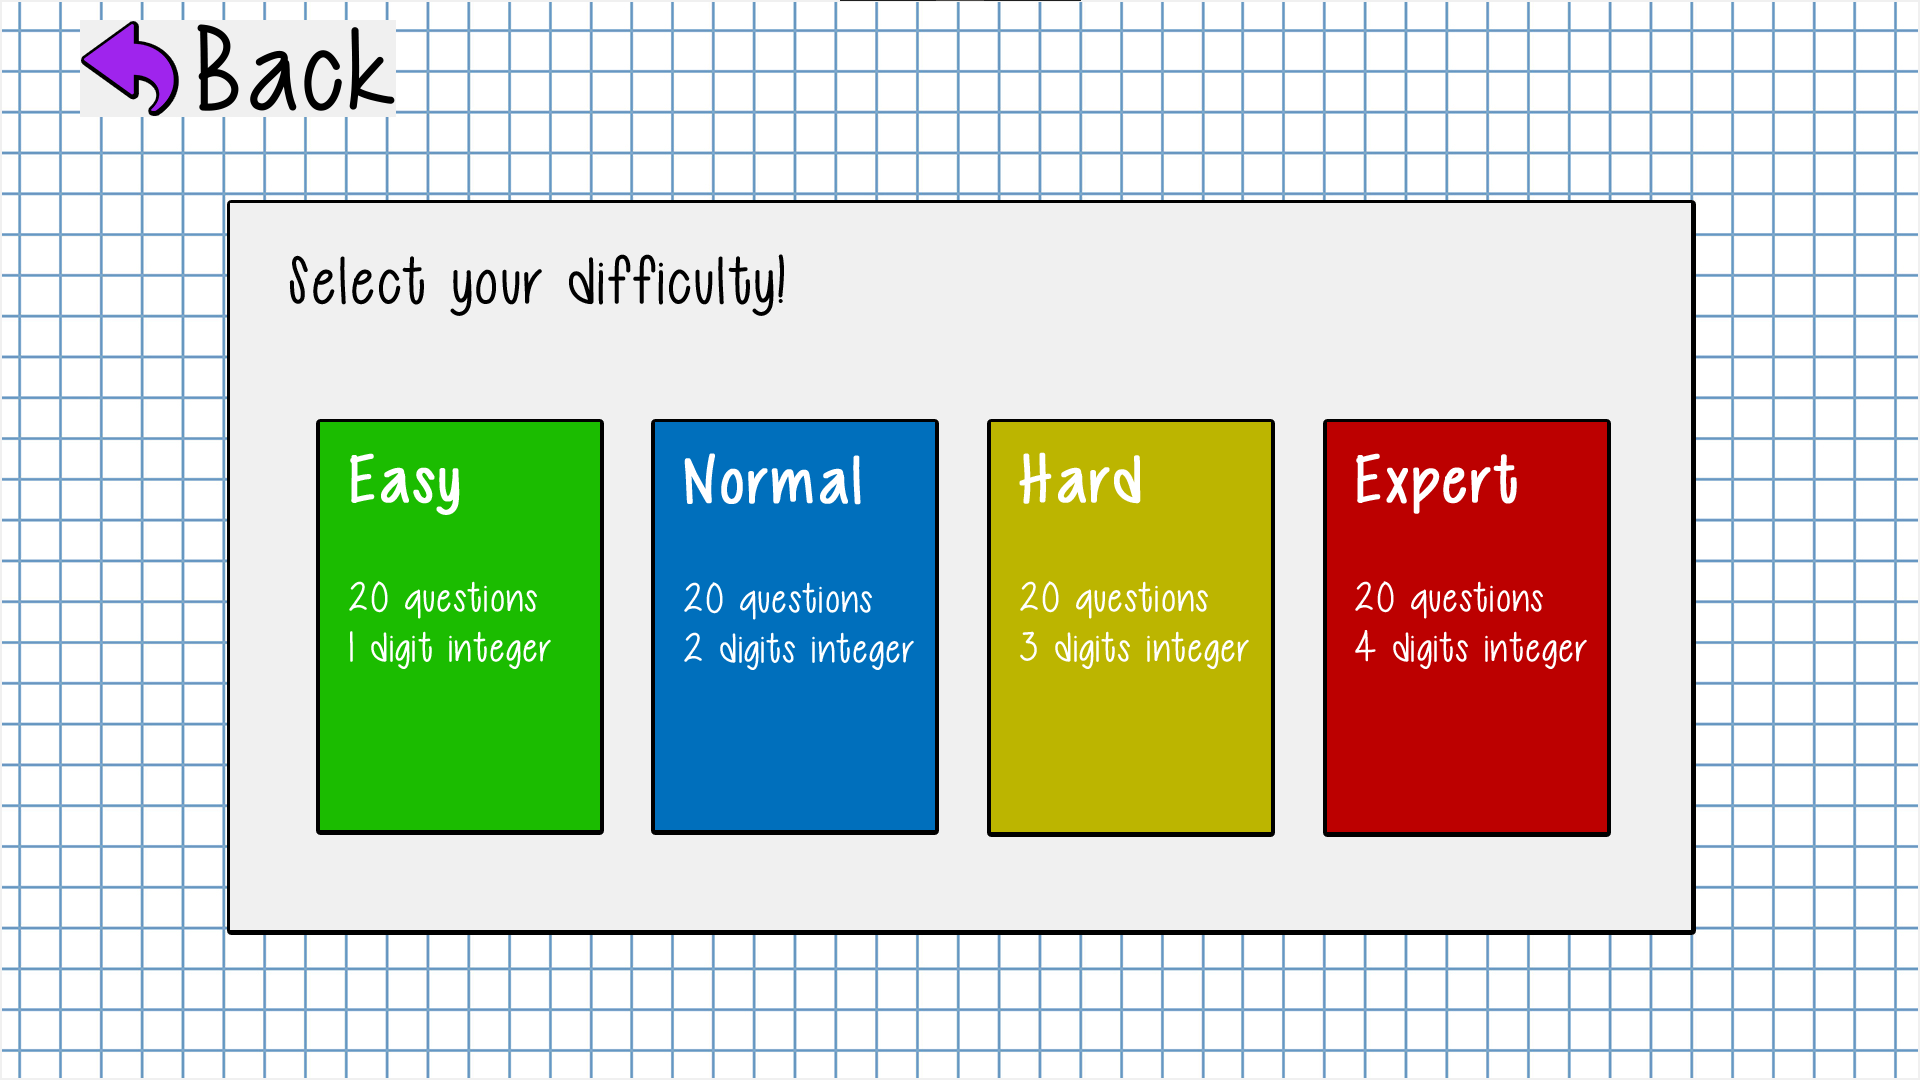 Back
Select your difficulty!
Easy
20 questions
1 digit integer
Normal
20 questions
2 digits integer
Hard
20 questions
3 digits integer
Expert
20 questions
4 digits integer